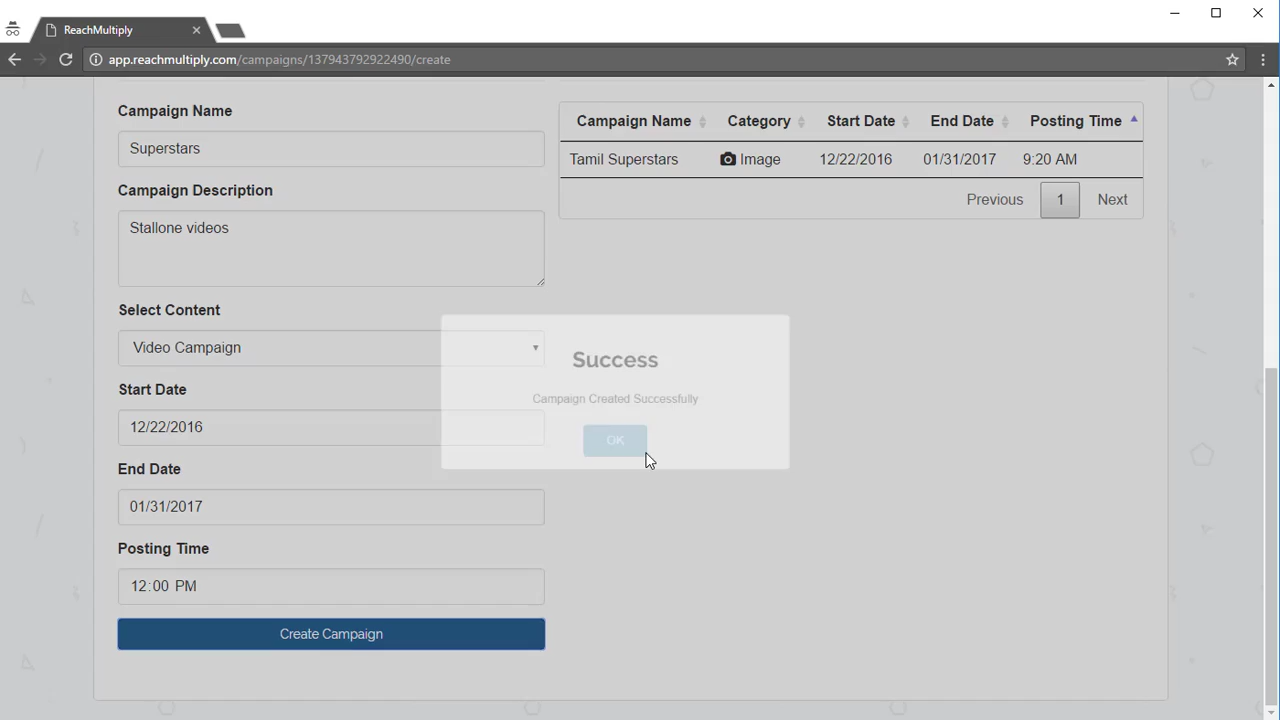 ReachMultiply
app.reachmultiply.com/campaigns/137943792922490/create
Campaign Name
Superstars
Campaign Description
Stallone videos
Select Content
Video Campaign
Start Date
12/22/2016
End Date
01/31/2017
Posting Time
12:00 PM
Create Campaign
Campaign Name Category Start Date End Date Posting Time
Tamil Superstars Image 12/22/2016 01/31/2017 9:20 AM
Previous 1 Next
Success
Campaign Created Successfully
OK